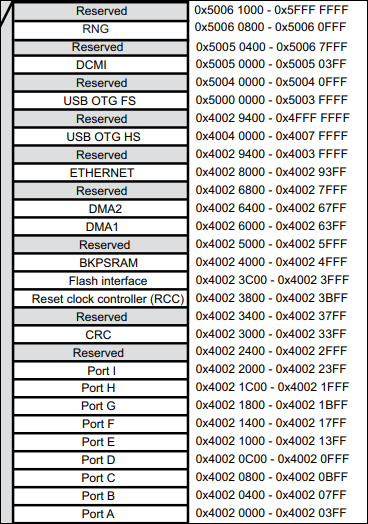 Reserved 0x5006 1000 - 0x5FFF FFFF
RNG 0x5006 0800 - 0x5006 0FFF
Reserved 0x5005 0400 - 0x5006 7FFF
DCMI 0x5005 0000 - 0x5005 03FF
Reserved 0x5004 0000 - 0x5004 0FFF
USB OTG FS 0x5000 0000 - 0x5003 FFFF
Reserved 0x4002 9400 - 0x4FFF FFFF
USB OTG HS 0x4004 0000 - 0x4007 FFFF
Reserved 0x4002 9400 - 0x4003 FFFF
ETHERNET 0x4002 8000 - 0x4002 93FF
Reserved 0x4002 6800 - 0x4002 7FFF
DMA2 0x4002 6400 - 0x4002 67FF
DMA1 0x4002 6000 - 0x4002 63FF
Reserved 0x4002 5000 - 0x4002 5FFF
BKPSRAM 0x4002 4000 - 0x4002 4FFF
Flash interface 0x4002 3C00 - 0x4002 3FFF
Reset clock controller (RCC) 0x4002 3800 - 0x4002 3BFF
Reserved 0x4002 3400 - 0x4002 37FF
CRC 0x4002 3000 - 0x4002 33FF
Reserved 0x4002 2400 - 0x4002 2FFF
Port I 0x4002 2000 - 0x4002 23FF
Port H 0x4002 1C00 - 0x4002 1FFF
Port G 0x4002 1800 - 0x4002 1BFF
Port F 0x4002 1400 - 0x4002 17FF
Port E 0x4002 1000 - 0x4002 13FF
Port D 0x4002 0C00 - 0x4002 0FFF
Port C 0x4002 0800 - 0x4002 0BFF
Port B 0x4002 0400 - 0x4002 07FF
Port A 0x4002 0000 - 0x4002 03FF